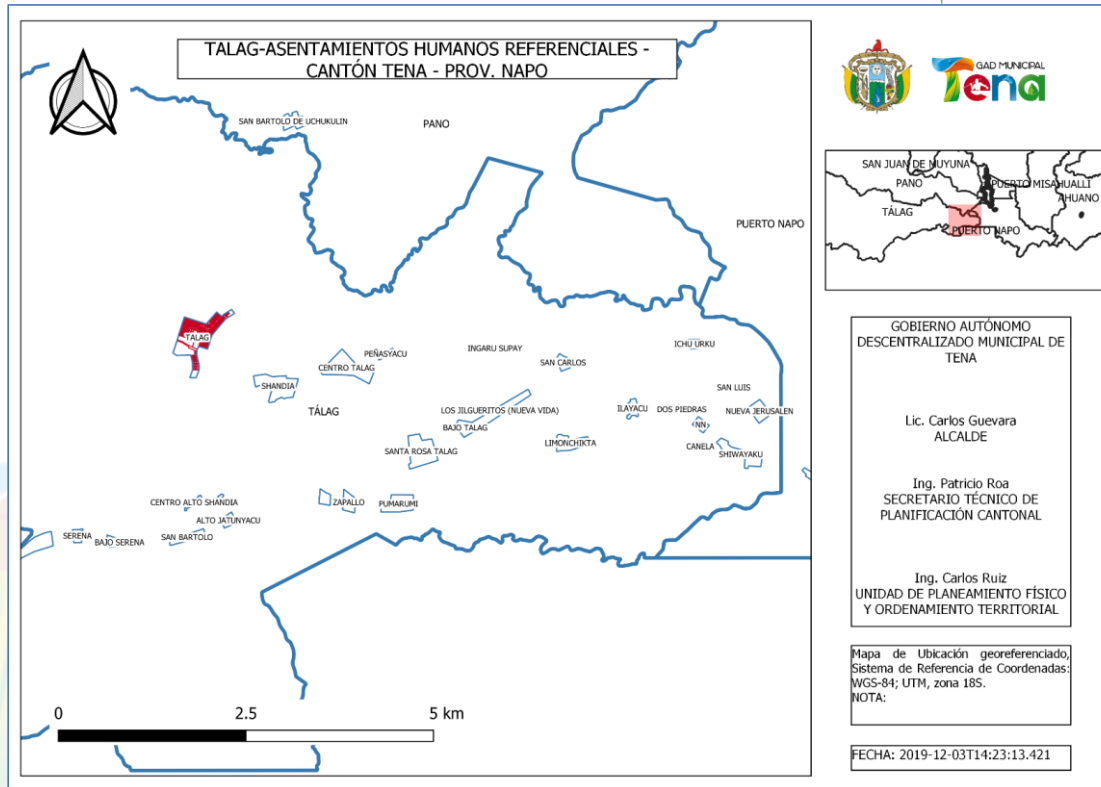 TALAG-ASENTAMIENTOS HUMANOS REFERENCIALES -
CANTÓN TENA - PROV. NAPO
SAN BARTOLO DE UCHUKULIN
PANO
PUERTO NAPO
TALAG
PEÑASYACU
INGARU SUPAY
ICHU URKU
CENTRO TALAG
SAN CARLOS
SHANDIA
SAN LUIS
TÁLAG
LOS JILGUERITOS (NUEVA VIDA)
ILAYACU
DOS PIEDRAS
NUEVA JERUSALEN
BAJO TALAG
NN
LIMONCHIKTA
CANELA
SANTA ROSA TALAG
SHIWAYAKU
CENTRO ALTO SHANDIA
ZAPALLO
PUMARUMI
ALTO JATUNYACU
SERENA
BAJO SERENA
SAN BARTOLO
0
2.5
5 km
GAD MUNICIPAL
Tena
SAN JUAN DE MUYUNA
PANO
PUERTO MISAHUALLI
AHUANO
TÁLAG
PUERTO NAPO
GOBIERNO AUTÓNOMO
DESCENTRALIZADO MUNICIPAL DE
TENA
Lic. Carlos Guevara
ALCALDE
Ing. Patricio Roa
SECRETARIO TÉCNICO DE
PLANIFICACIÓN CANTONAL
Ing. Carlos Ruiz
UNIDAD DE PLANEAMIENTO FÍSICO
Y ORDENAMIENTO TERRITORIAL
Mapa de Ubicación georeferenciado,
Sistema de Referencia de Coordenadas:
WGS-84; UTM, zona 18S.
NOTA:
FECHA: 2019-12-03T14:23:13.421